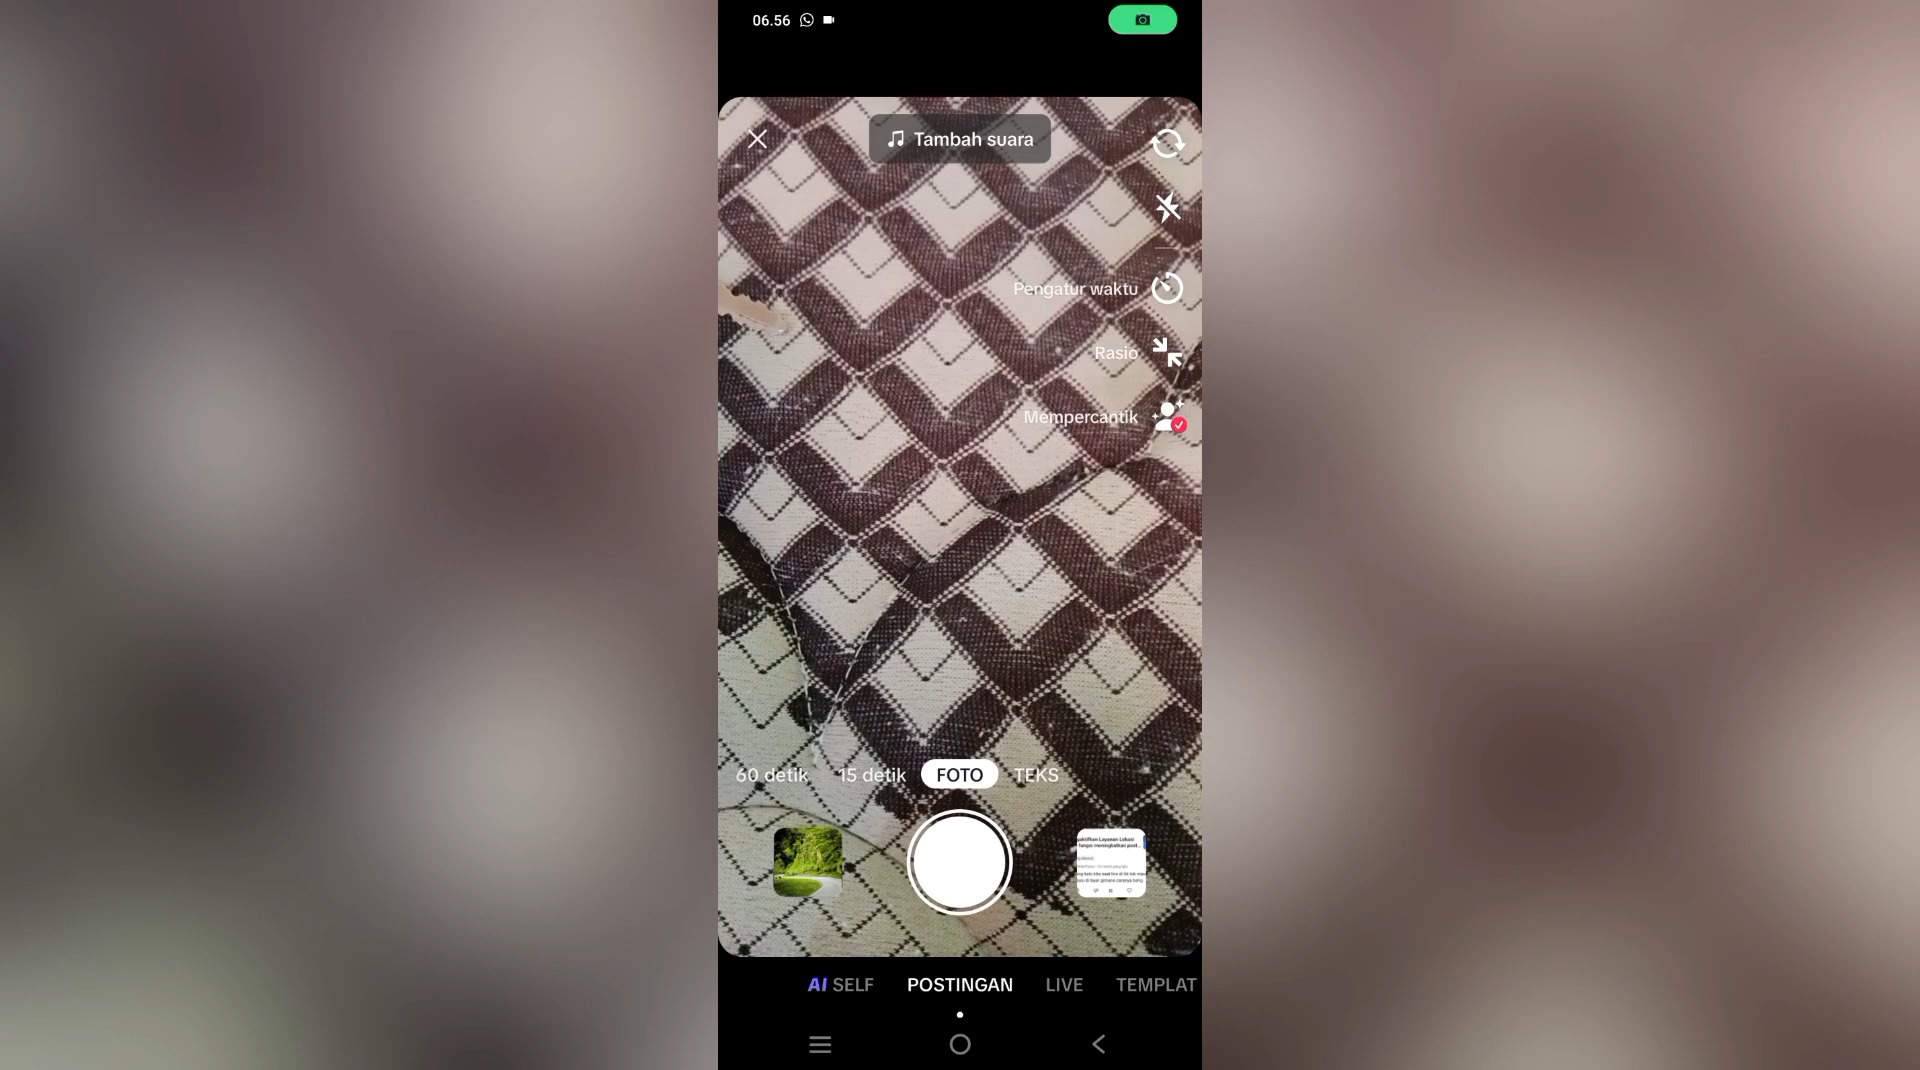 06.56
Tambah suara
Pengatur waktu
Rasio
Mempercantik
60 detik 15 detik FOTO TEKS
AI SELF POSTINGAN LIVE TEMPLAT